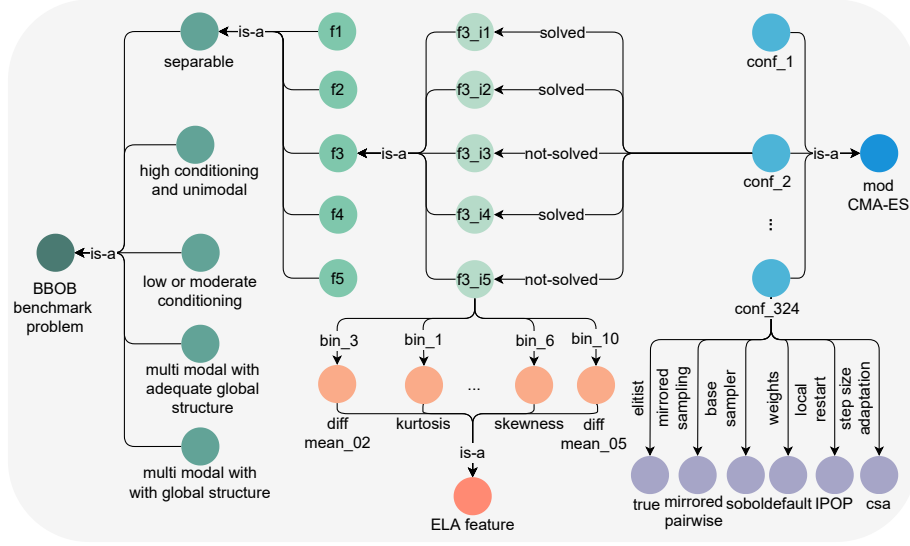 is-a
separable
high conditioning
and unimodal
is-a
BBOB
benchmark
problem
low or moderate
conditioning
multi modal with
adequate global
structure
multi modal with
with global structure
f1
f2
f3
f4
f5
is-a
f3_i1
f3_i2
f3_i3
f3_i4
f3_i5
solved
solved
not-solved
solved
not-solved
conf_1
conf_2
...
conf_324
is-a
mod
CMA-ES
bin_3
bin_1
bin_6
bin_10
...
diff
mean_02
kurtosis
skewness
diff
mean_05
is-a
ELA feature
elitist
mirrored
sampling
base
sampler
weights
local
restart
step size
adaptation
true
mirrored
pairwise
sobol
default
IPOP
csa